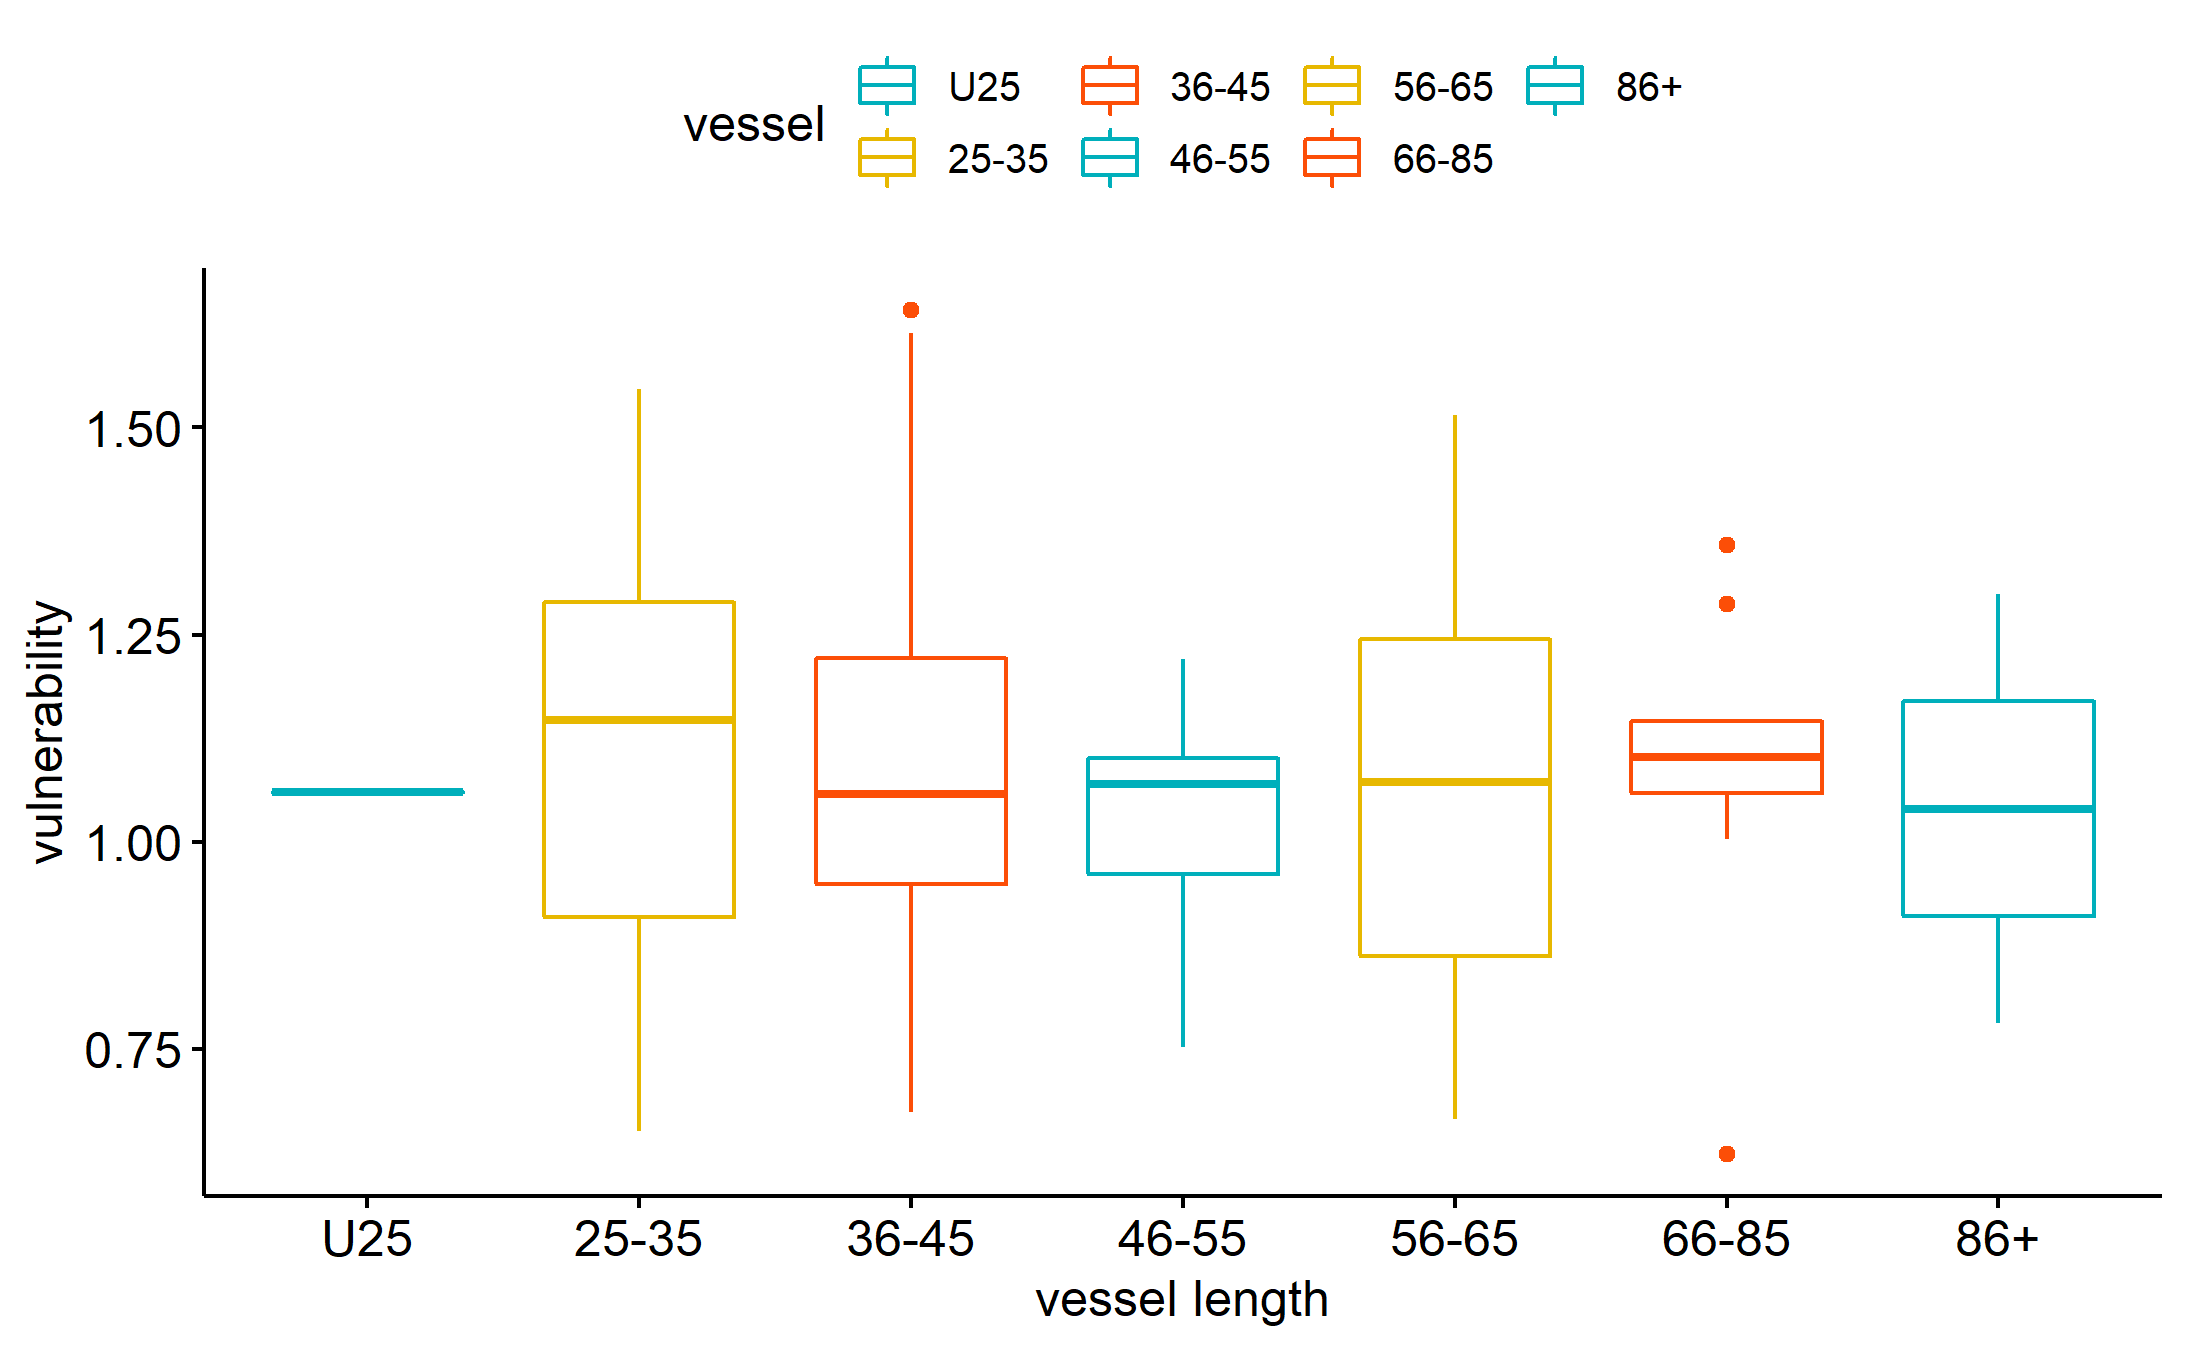 vessel
U25 36-45 56-65 86+
25-35 46-55 66-85
vulnerability
1.50
1.25
1.00
0.75
U25 25-35 36-45 46-55 56-65 66-85 86+
vessel length